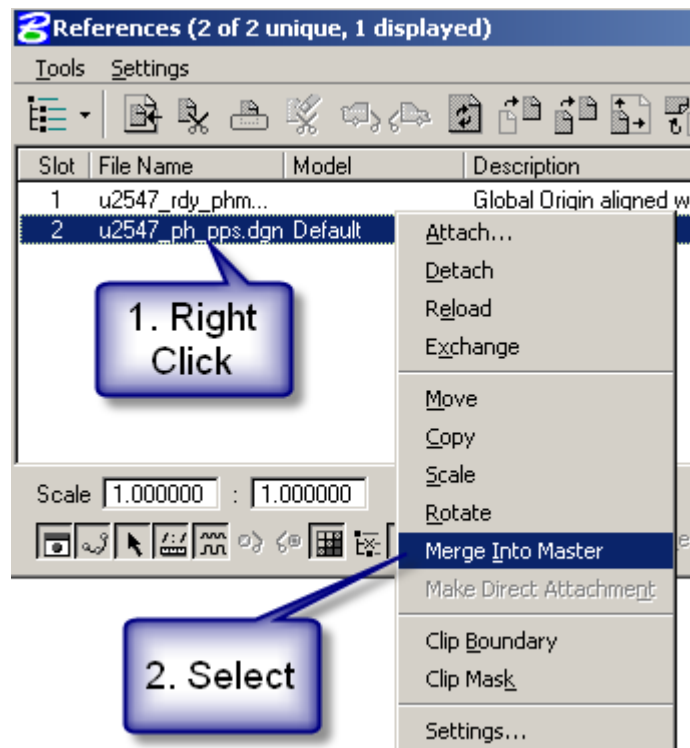 References (2 of 2 unique, 1 displayed)
Tools Settings
Slot File Name Model Description
1 u2547_rdy_phm... Global Origin aligned w
2 u2547_ph_pps.dgn Default
1. Right
Click
Attach...
Detach
Reload
Exchange
Move
Copy
Scale
Rotate
Merge Into Master
Make Direct Attachment
Clip Boundary
Clip Mask
Settings...
Scale 1.000000 : 1.000000
2. Select